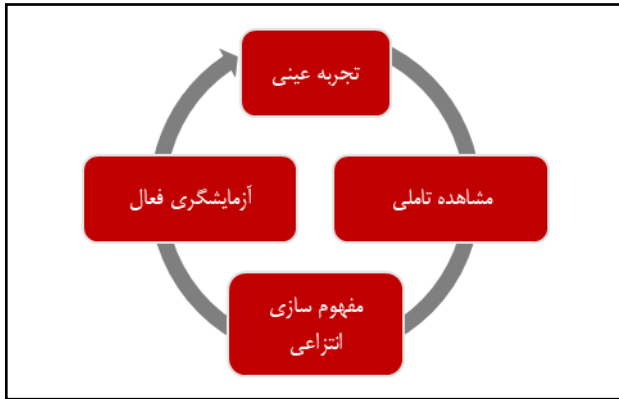 تجربه عینی
مشاهده تاملی
مفهوم سازی
انتزاعی
آزمایشگری فعال